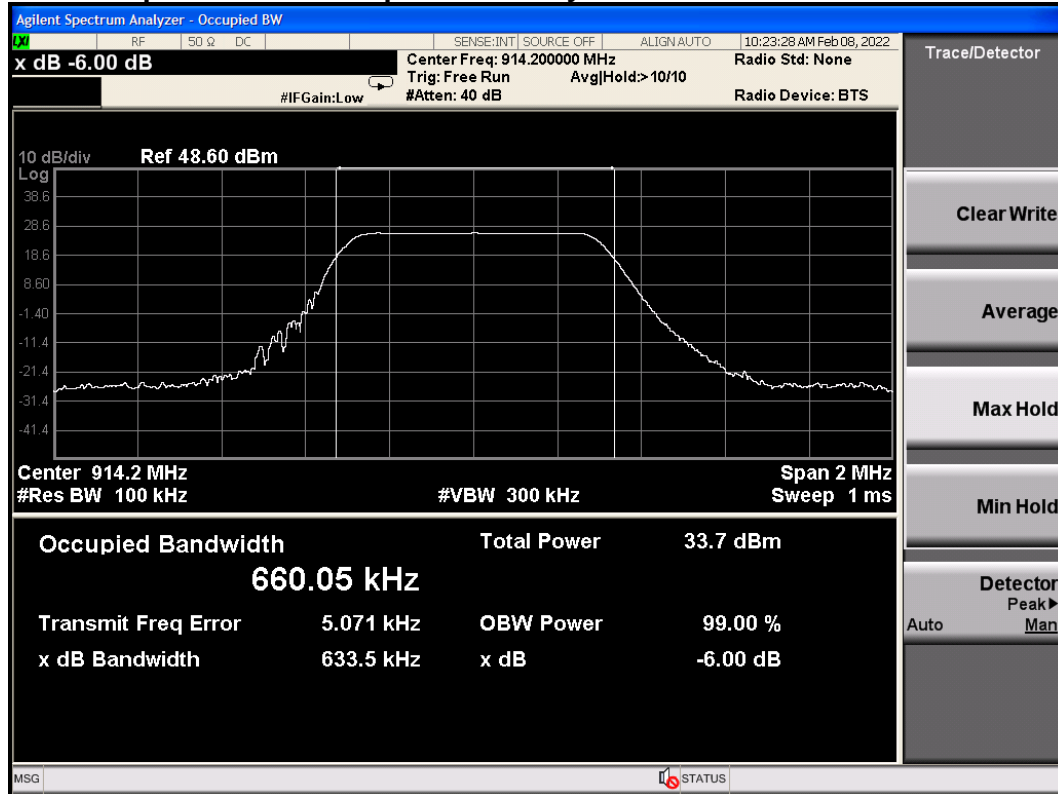 Agilent Spectrum Analyzer - Occupied BW
LXI RF 50 Ω DC SENSE:INT SOURCE OFF ALIGN AUTO 10:23:28 AM Feb 08, 2022
x dB -6.00 dB
Center Freq: 914.200000 MHz
Radio Std: None
Trig: Free Run Avg|Hold:>10/10
#IFGain:Low
#Atten: 40 dB
Radio Device: BTS
10 dB/div Ref 48.60 dBm
Log
38.6
28.6
18.6
8.60
-1.40
-11.4
-21.4
-31.4
-41.4
Center 914.2 MHz Span 2 MHz
#Res BW 100 kHz #VBW 300 kHz Sweep 1 ms
Occupied Bandwidth Total Power 33.7 dBm
660.05 kHz
Transmit Freq Error 5.071 kHz OBW Power 99.00 %
x dB Bandwidth 633.5 kHz x dB -6.00 dB
MSG STATUS
Trace/Detector
Clear Write
Average
Max Hold
Min Hold
Detector
Peak▶
Auto Man